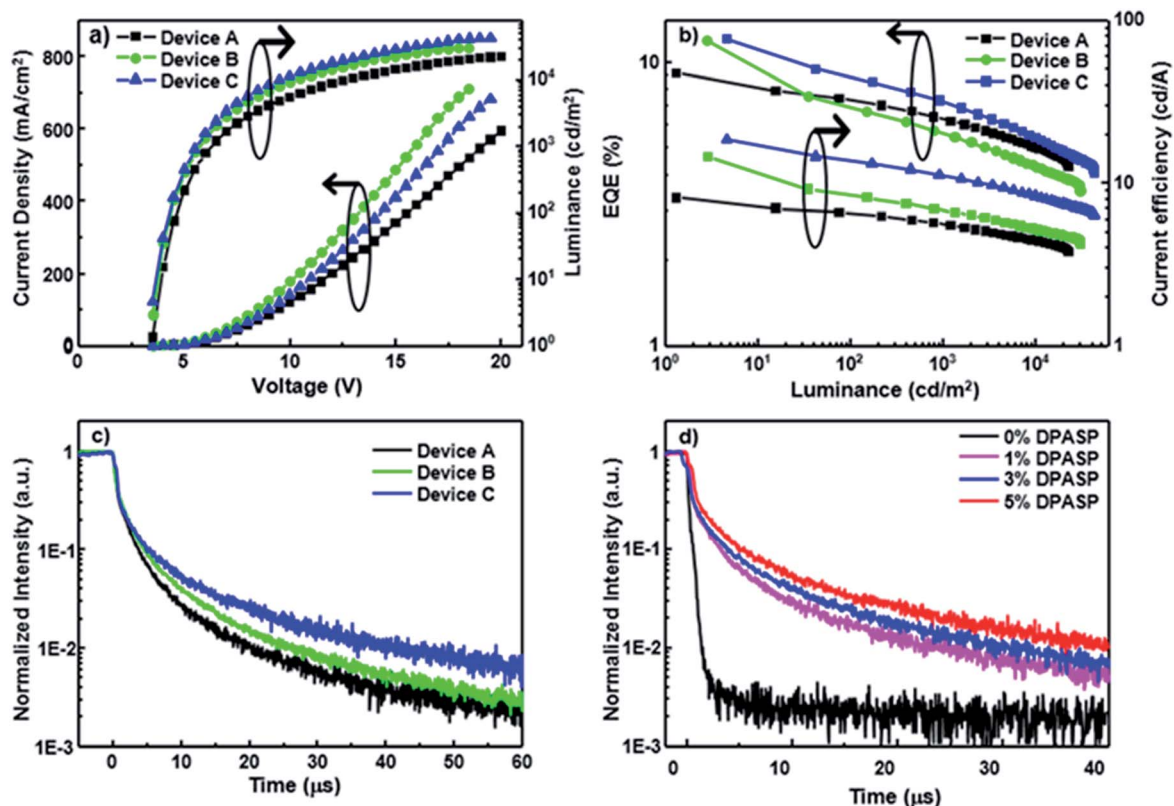 a)
Device A
Device B
Device C
800
600
400
200
0
Current Density (mA/cm²)
10⁴
10³
10²
10¹
10⁰
Luminance (cd/m²)
5 10 15 20
Voltage (V)
b)
Device A
Device B
Device C
10
1
EQE (%)
100
10
1
Current efficiency (cd/A)
10⁰ 10¹ 10² 10³ 10⁴
Luminance (cd/m²)
c)
Device A
Device B
Device C
1
1E-1
1E-2
1E-3
Normalized Intensity (a.u.)
0 10 20 30 40 50 60
Time (μs)
d)
0% DPASP
1% DPASP
3% DPASP
5% DPASP
1
1E-1
1E-2
1E-3
Normalized Intensity (a.u.)
0 10 20 30 40
Time (μs)